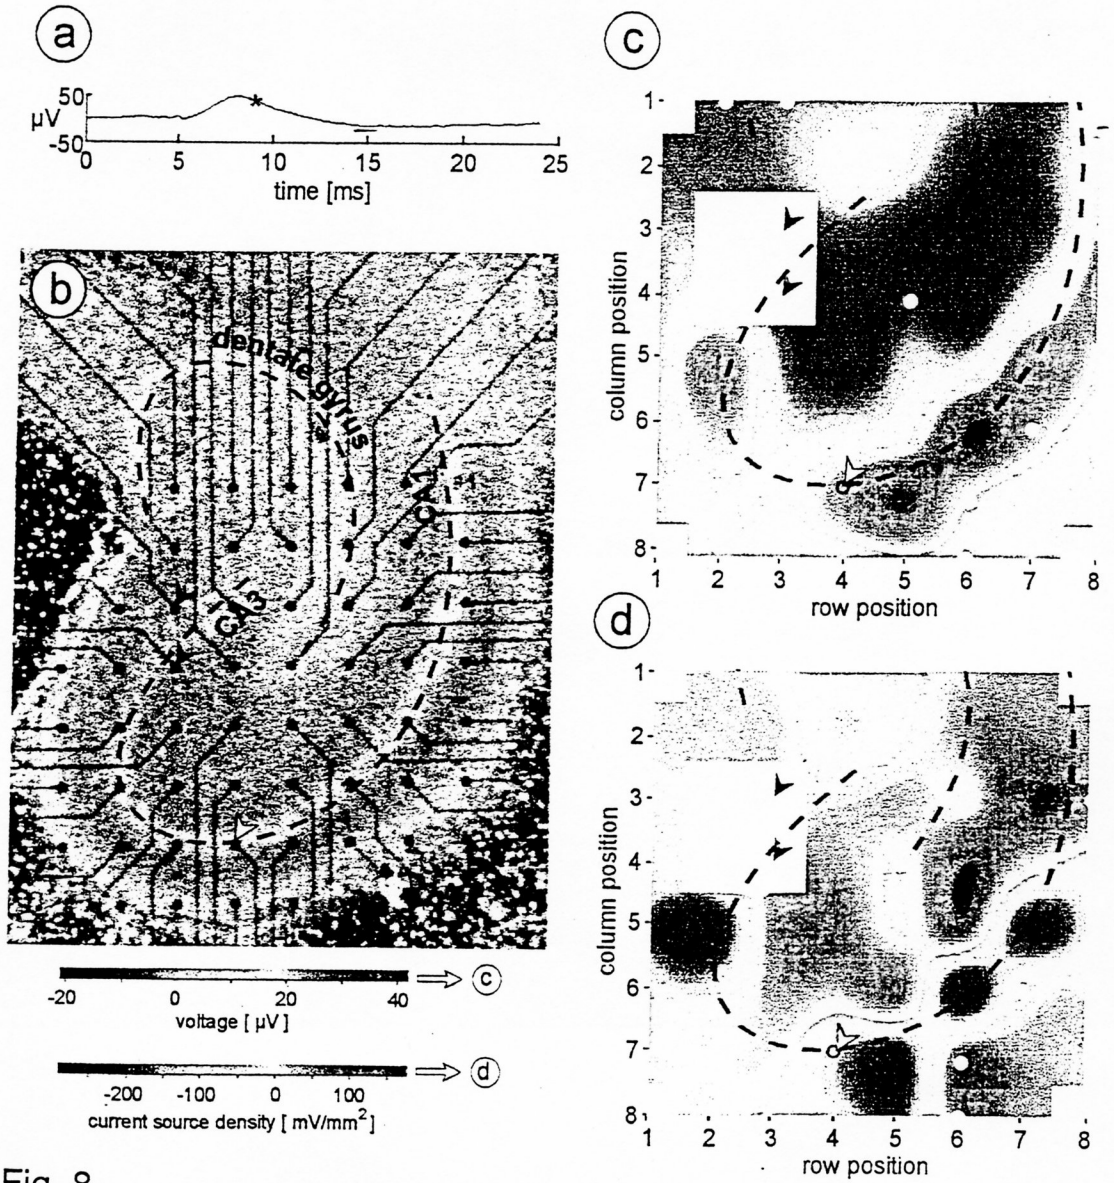 a
50
µV
-50
0 5 10 15 20 25
time [ms]
b
dentate gyrus
CA1
CA3
-20 0 20 40
voltage [ µV ]
c
-200 -100 0 100
current source density [ mV/mm² ]
d
c
1
2
3
4
5
6
7
8
column position
1 2 3 4 5 6 7 8
row position
d
1
2
3
4
5
6
7
8
column position
1 2 3 4 5 6 7 8
row position
Fig. 8